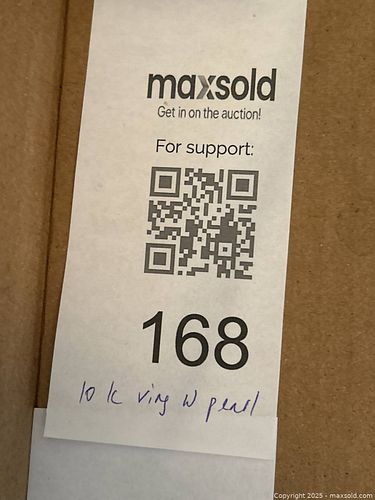 maxsold
Get in on the auction!
For support:
168
10 k ring w pearl
Copyright 2025 - maxsold.com